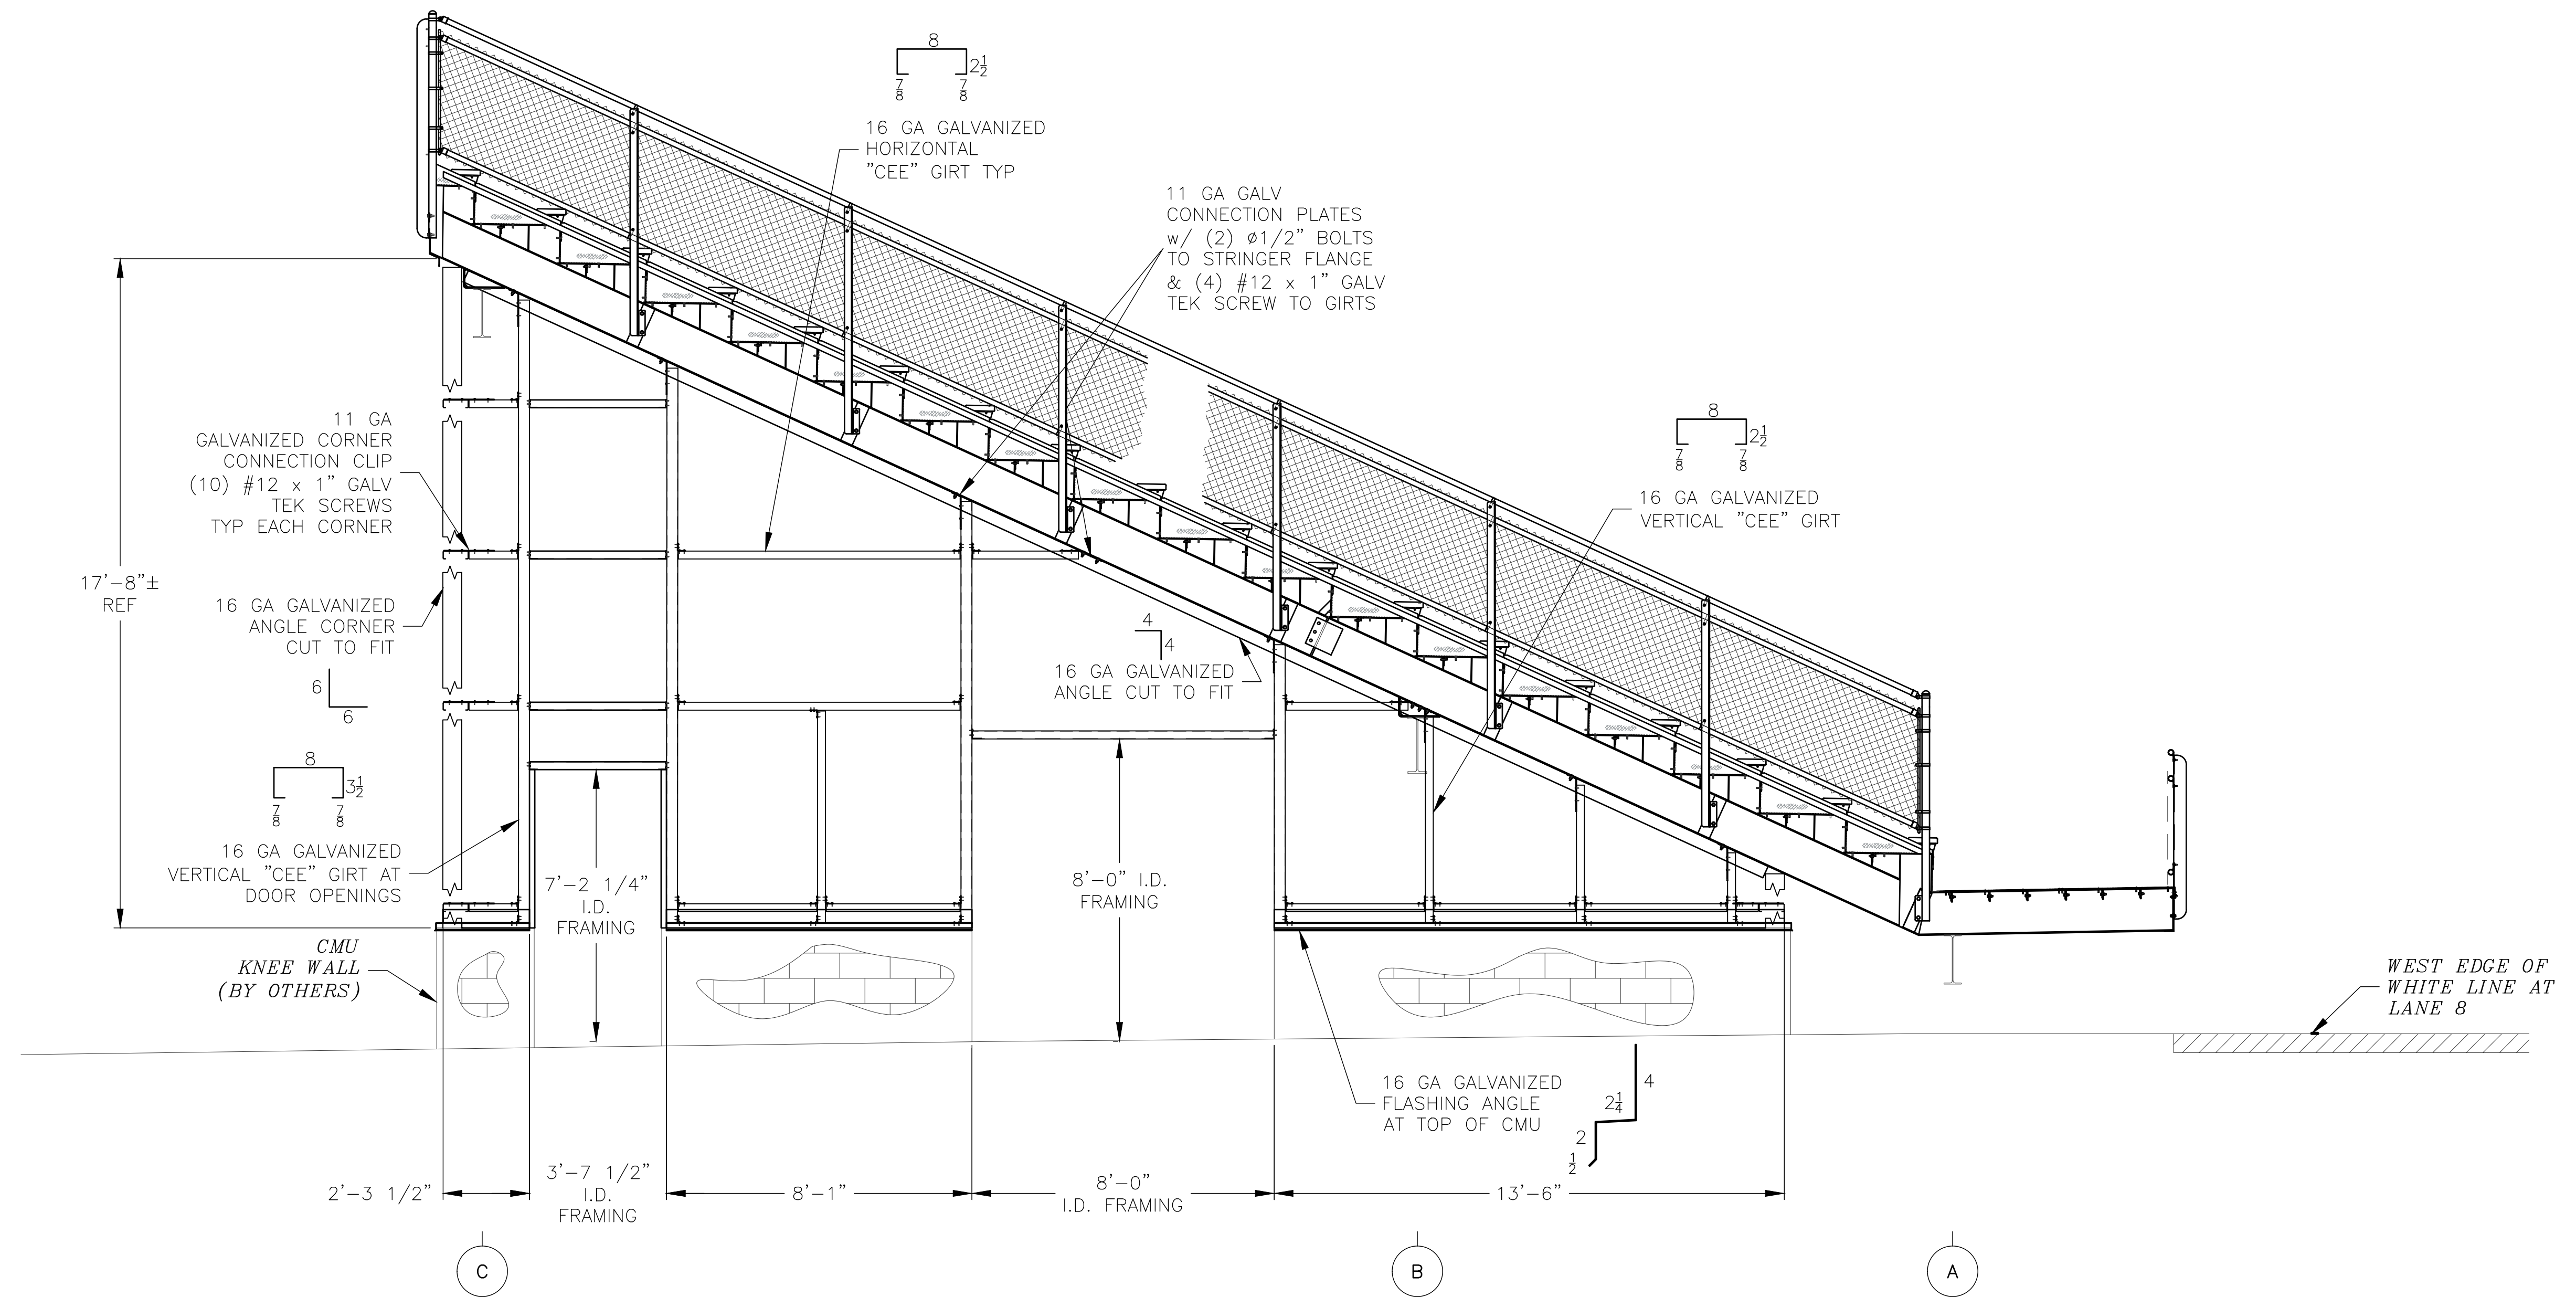 8
2 1/2
7/8
7/8
16 GA GALVANIZED
HORIZONTAL
"CEE" GIRT TYP
11 GA GALV
CONNECTION PLATES
w/ (2) ø1/2" BOLTS
TO STRINGER FLANGE
& (4) #12 x 1" GALV
TEK SCREW TO GIRTS
8
2 1/2
7/8
7/8
16 GA GALVANIZED
VERTICAL "CEE" GIRT
11 GA
GALVANIZED CORNER
CONNECTION CLIP
(10) #12 x 1" GALV
TEK SCREWS
TYP EACH CORNER
17'-8"±
REF
16 GA GALVANIZED
ANGLE CORNER
CUT TO FIT
6
6
4
4
16 GA GALVANIZED
ANGLE CUT TO FIT
8
3 1/2
7/8
7/8
16 GA GALVANIZED
VERTICAL "CEE" GIRT AT
DOOR OPENINGS
7'-2 1/4"
I.D.
FRAMING
8'-0" I.D.
FRAMING
CMU
KNEE WALL
(BY OTHERS)
WEST EDGE OF
WHITE LINE AT
LANE 8
16 GA GALVANIZED
FLASHING ANGLE
AT TOP OF CMU
4
2 1/4
2
1/2
2'-3 1/2"
3'-7 1/2"
I.D.
FRAMING
8'-1"
8'-0"
I.D. FRAMING
13'-6"
C
B
A